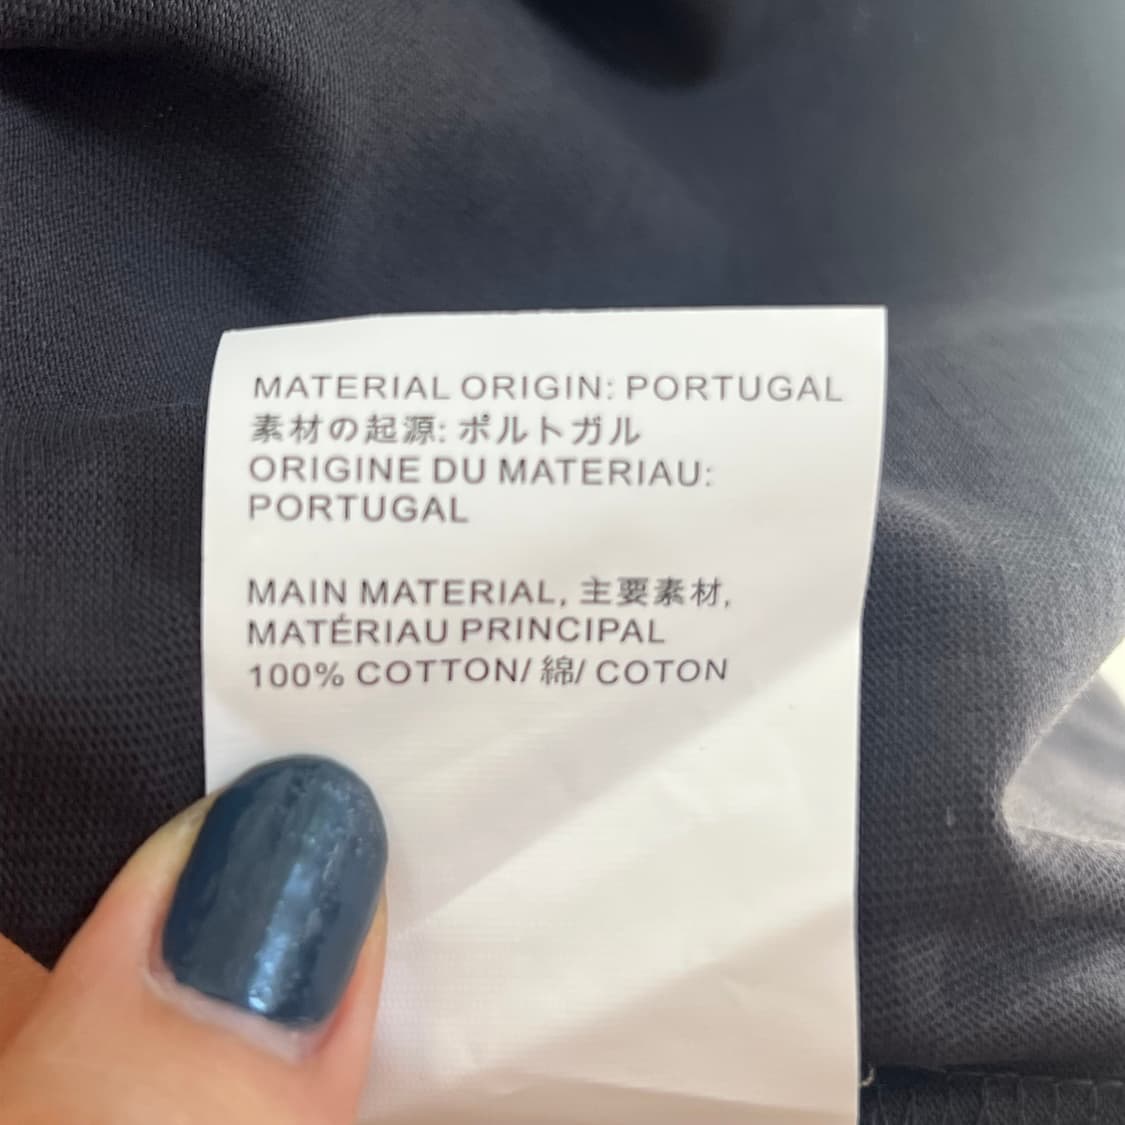 MATERIAL ORIGIN: PORTUGAL
素材の起源: ポルトガル
ORIGINE DU MATERIAU:
PORTUGAL
MAIN MATERIAL, 主要素材,
MATÉRIAU PRINCIPAL
100% COTTON/ 綿/ COTON